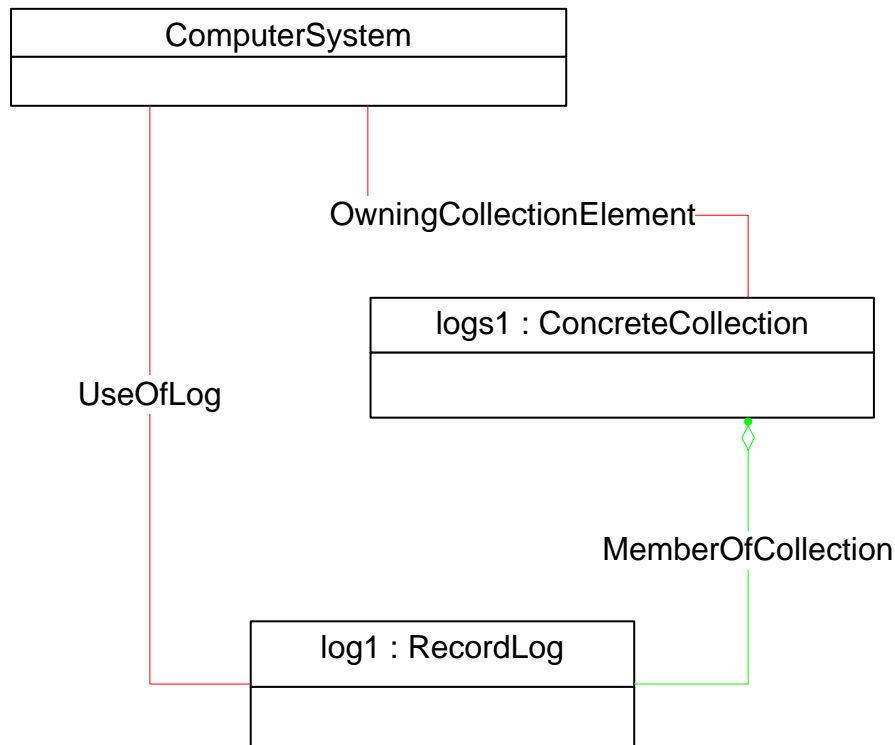 ComputerSystem
OwningCollectionElement
logs1 : ConcreteCollection
UseOfLog
MemberOfCollection
log1 : RecordLog